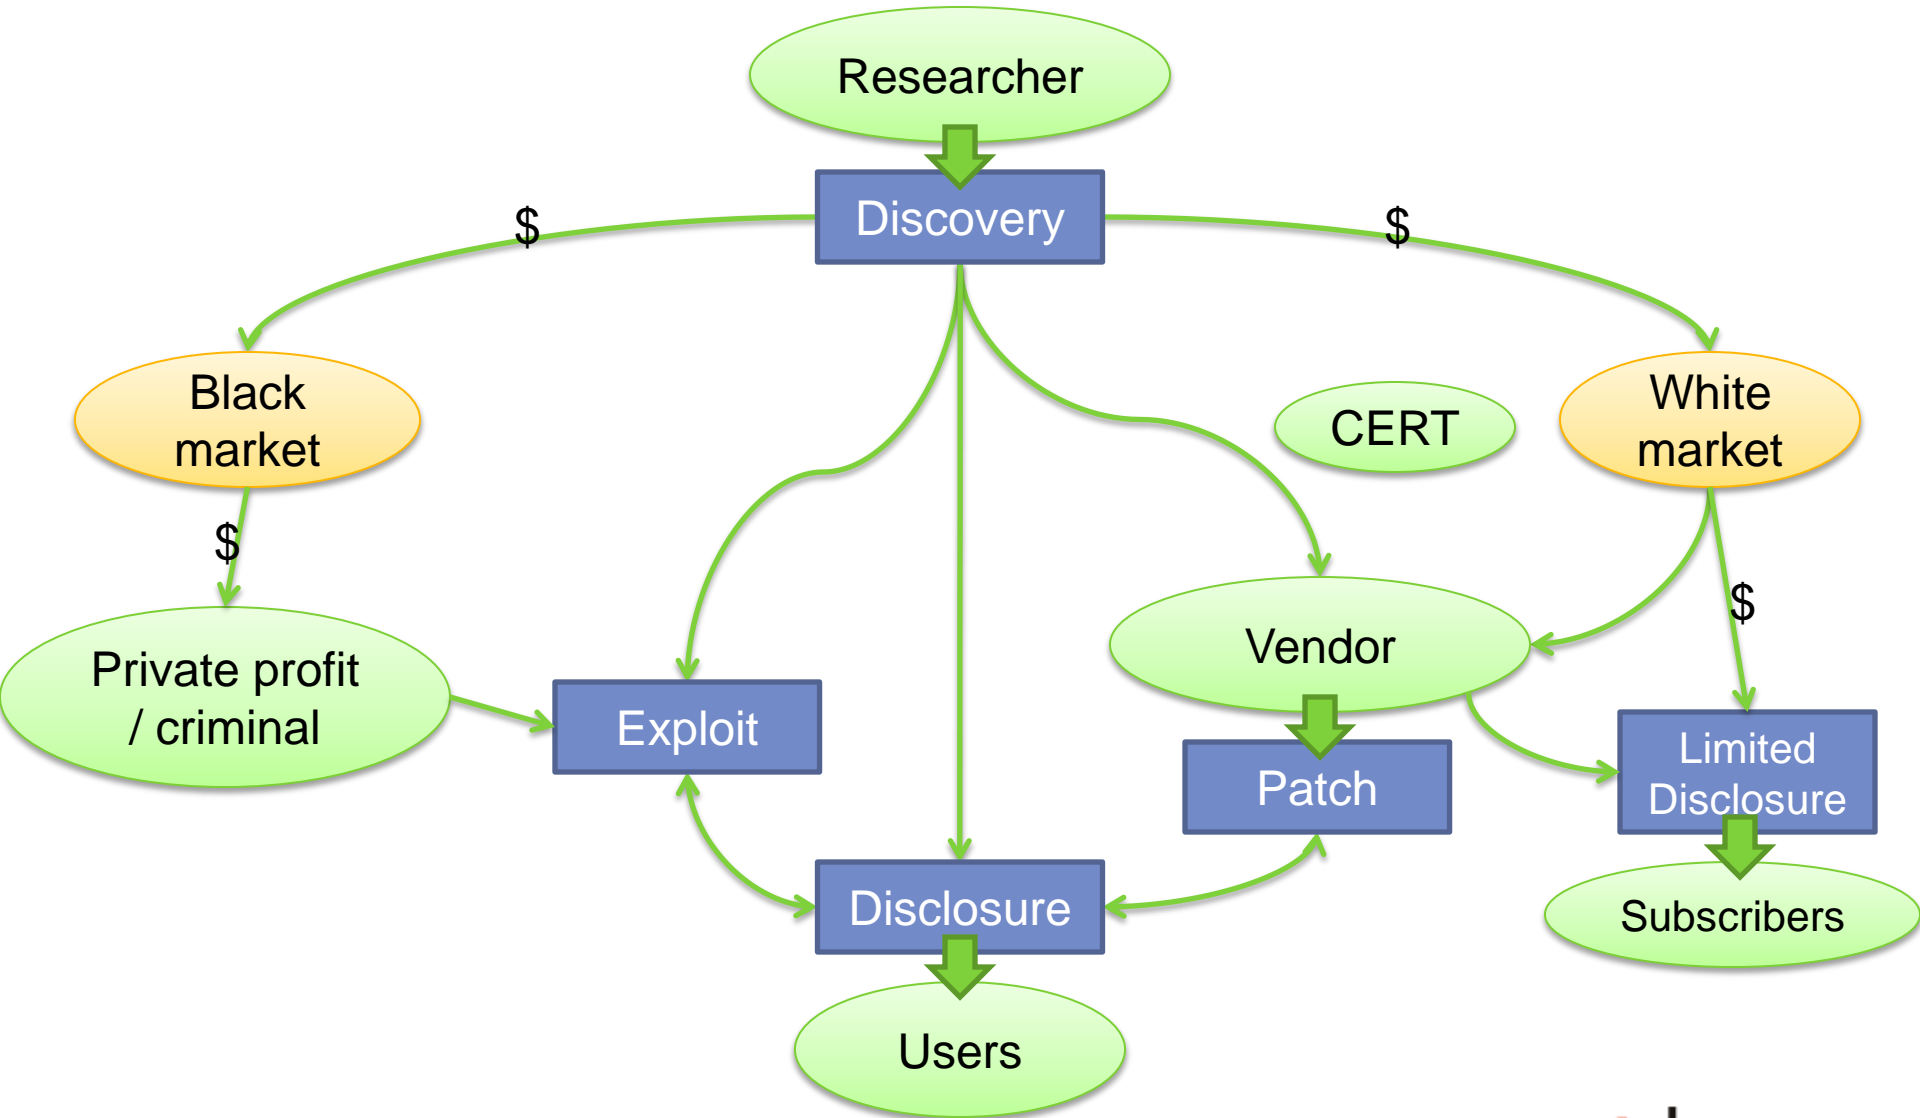 Researcher
Discovery
$
$
Black
market
CERT
White
market
$
$
Private profit
/ criminal
Vendor
Exploit
Limited
Disclosure
Patch
Disclosure
Subscribers
Users